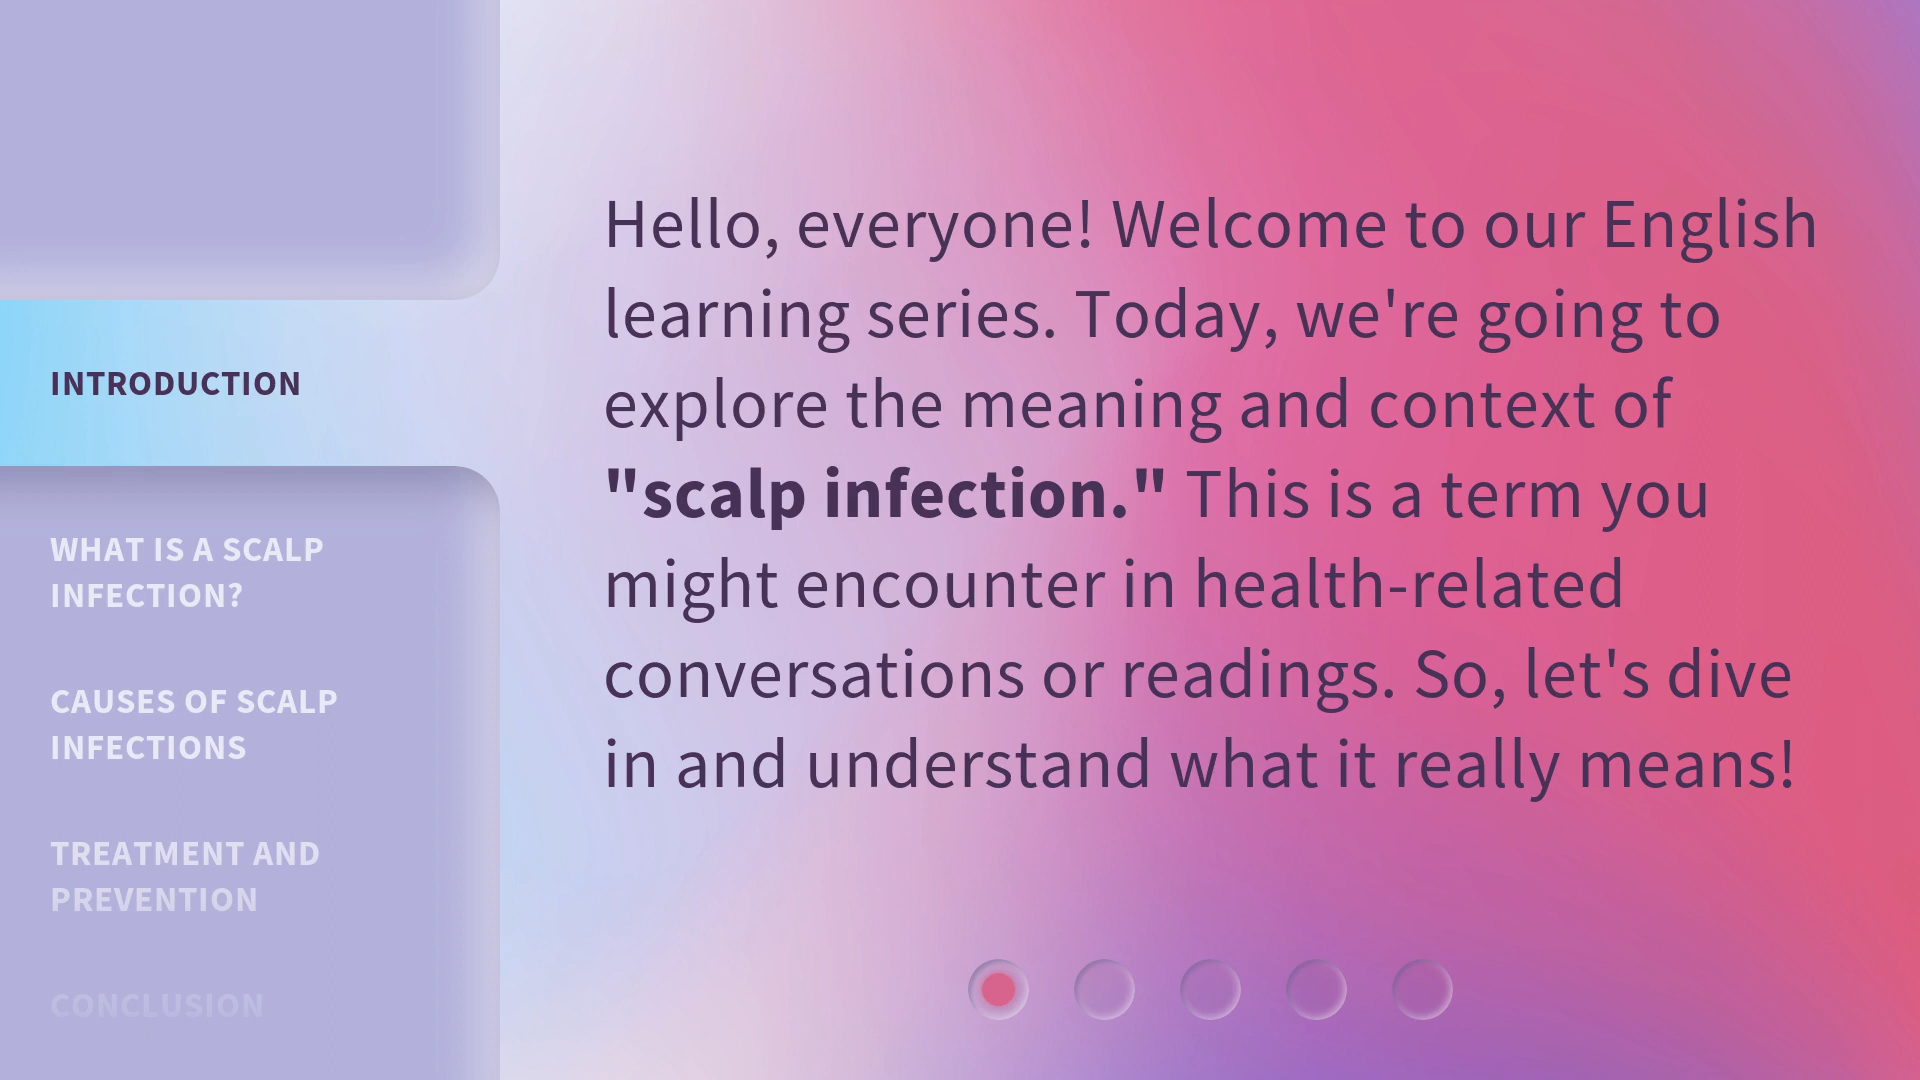 INTRODUCTION
WHAT IS A SCALP
INFECTION?
CAUSES OF SCALP
INFECTIONS
TREATMENT AND
PREVENTION
CONCLUSION
Hello, everyone! Welcome to our English
learning series. Today, we're going to
explore the meaning and context of
"scalp infection." This is a term you
might encounter in health-related
conversations or readings. So, let's dive
in and understand what it really means!